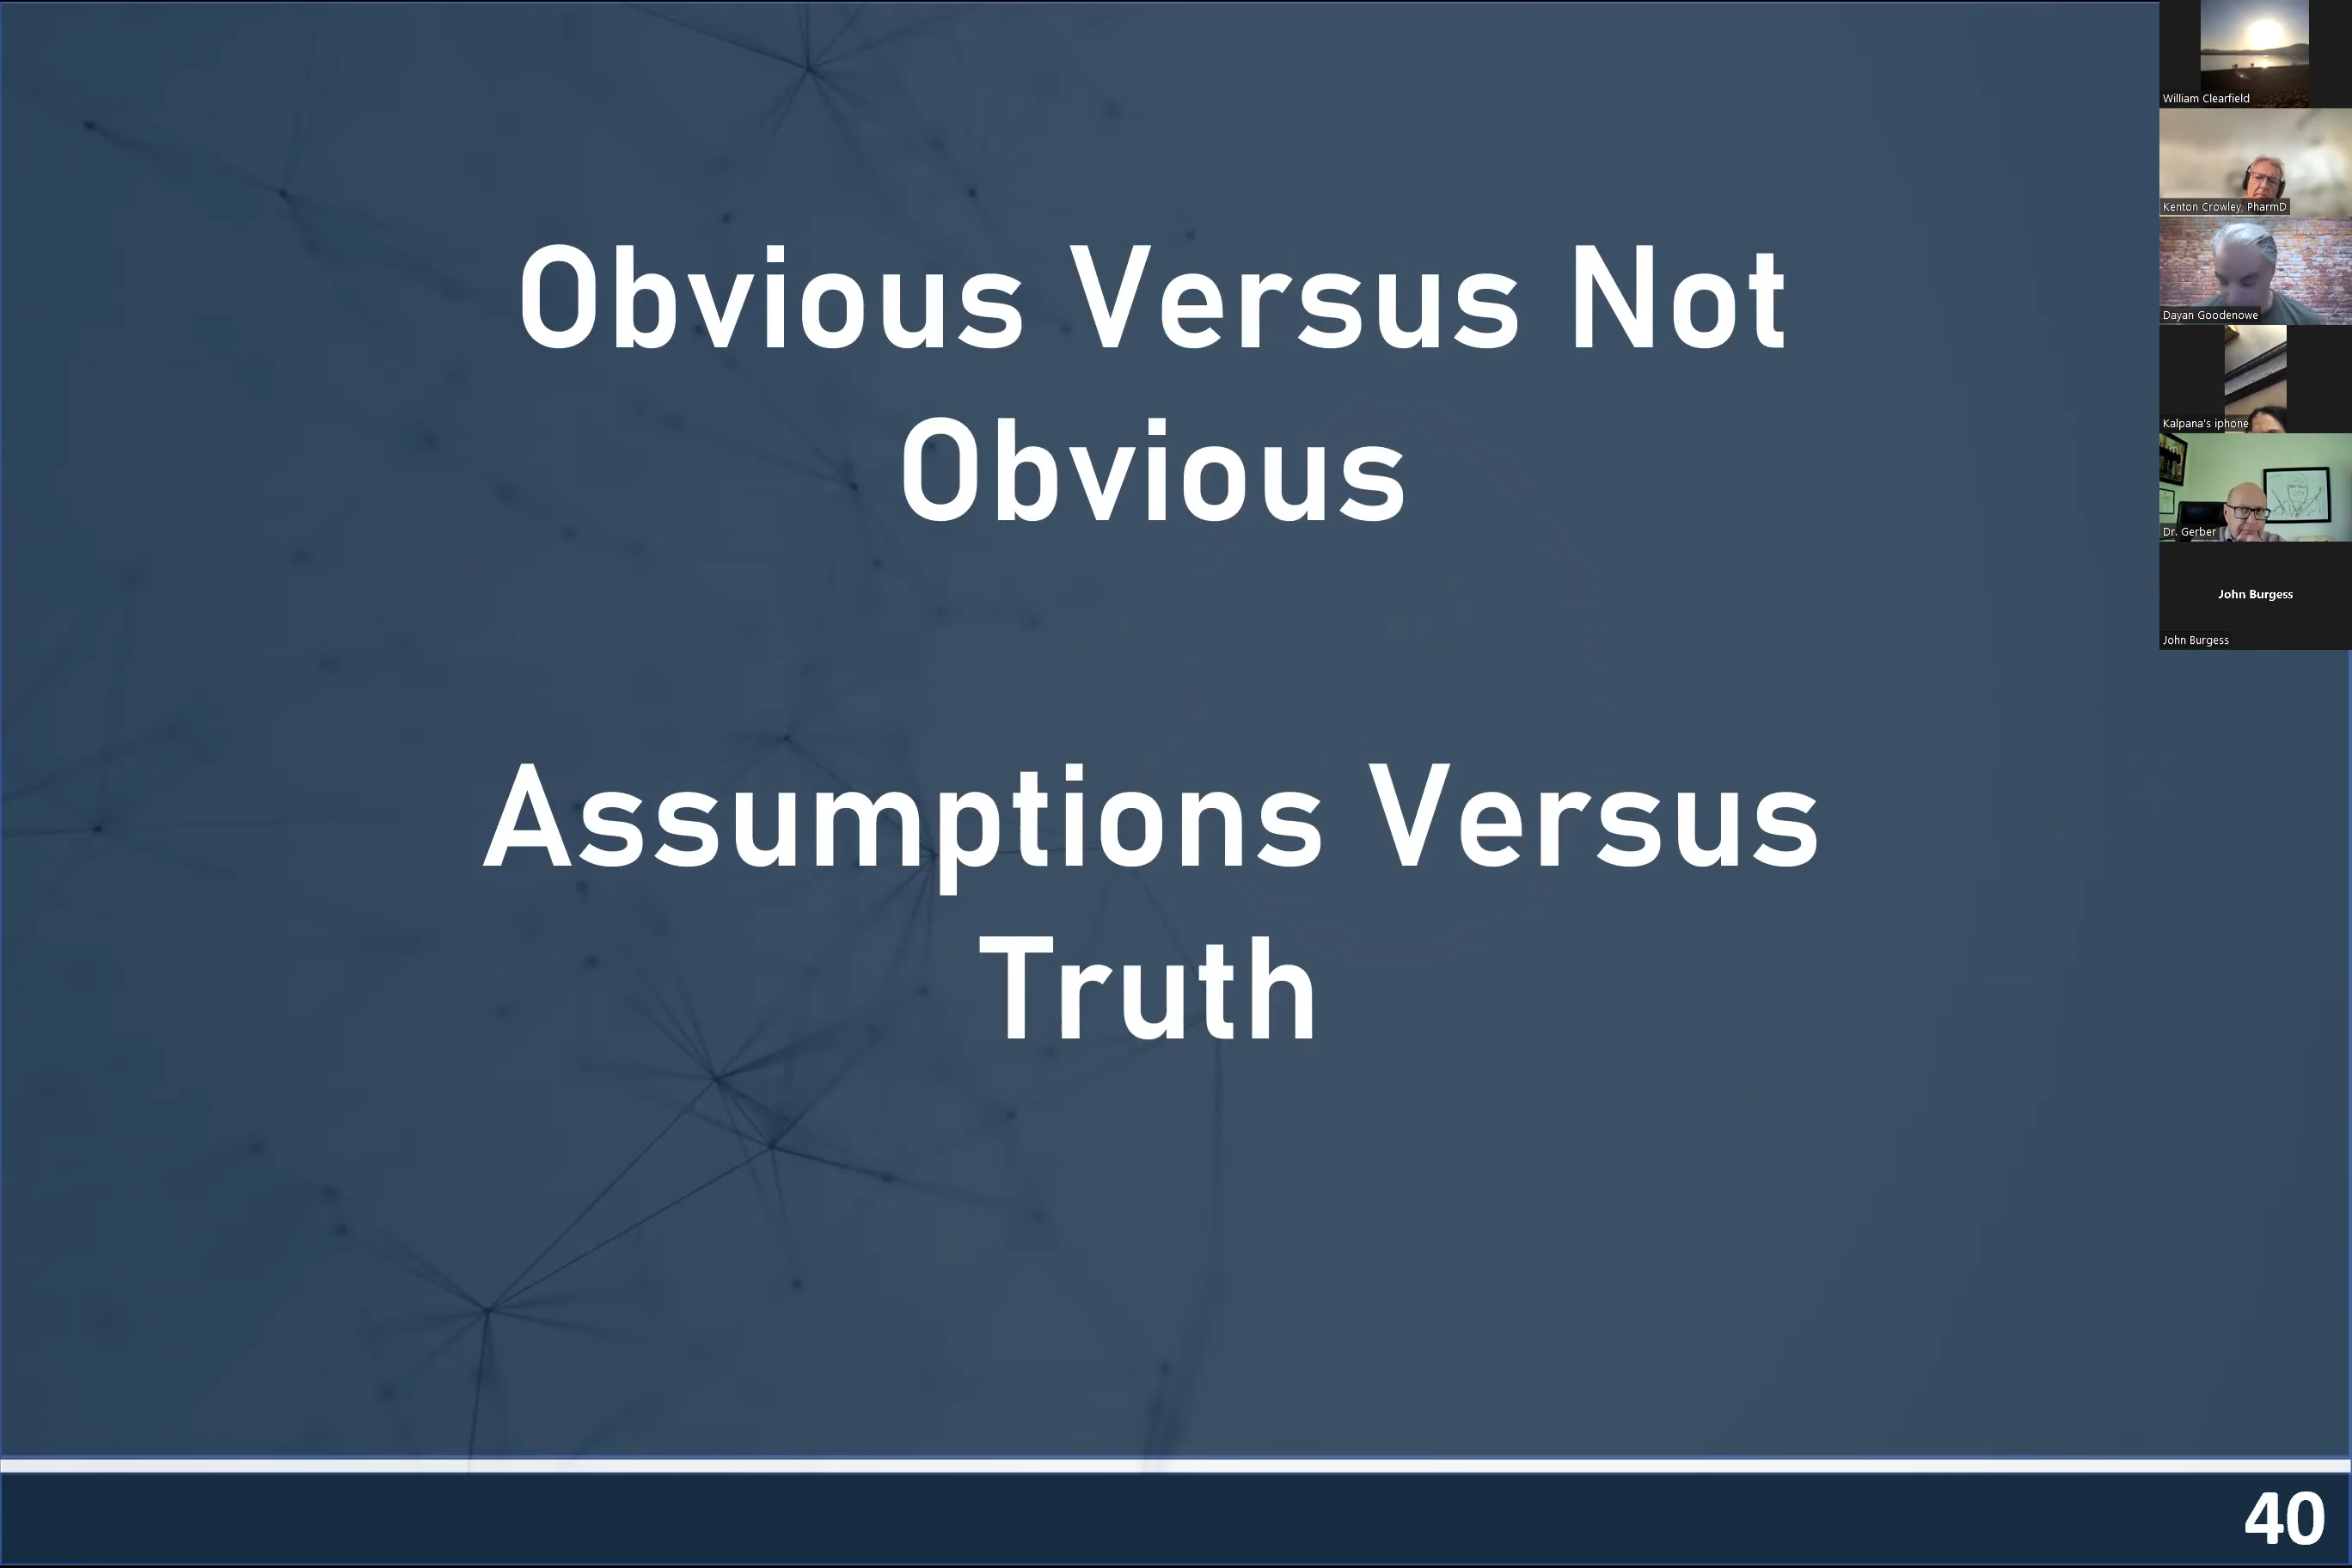 Obvious Versus Not
Obvious
Assumptions Versus
Truth
40
William Clearfield
Kenton Crowley, PharmD
Dayan Goodenowe
Kalpana's iphone
Dr. Gerber
John Burgess
John Burgess